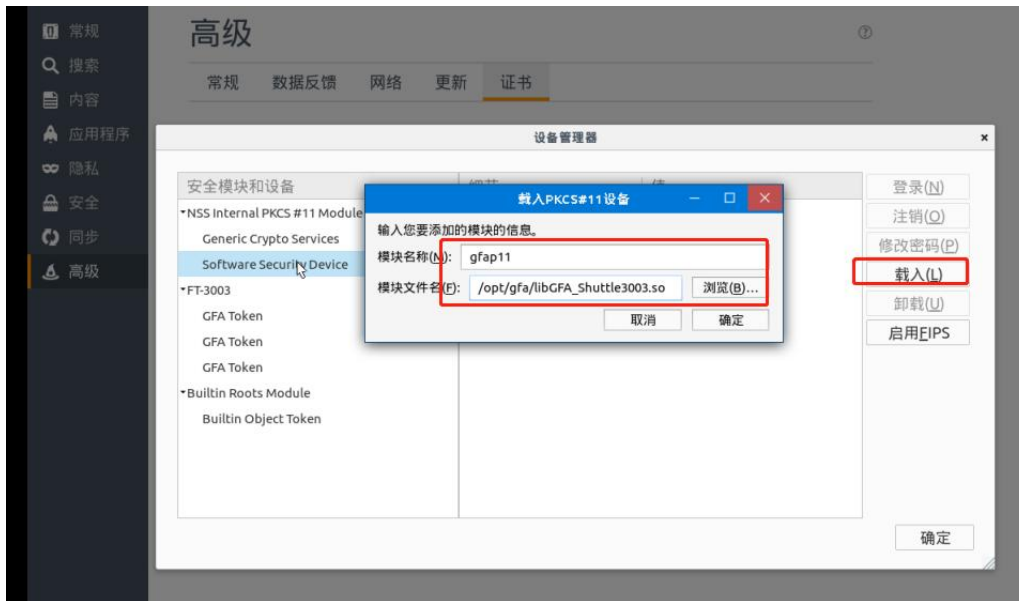 常规
搜索
内容
应用程序
隐私
安全
同步
高级
高级
常规 数据反馈 网络 更新 证书
设备管理器
安全模块和设备
NSS Internal PKCS #11 Module
Generic Crypto Services
Software Security Device
FT-3003
GFA Token
GFA Token
GFA Token
Builtin Roots Module
Builtin Object Token
载入PKCS#11设备
输入您要添加的模块的信息。
模块名称(M): gfap11
模块文件名(F): /opt/gfa/libGFA_Shuttle3003.so 浏览(B)...
取消 确定
登录(N)
注销(O)
修改密码(P)
载入(L)
卸载(U)
启用FIPS
确定